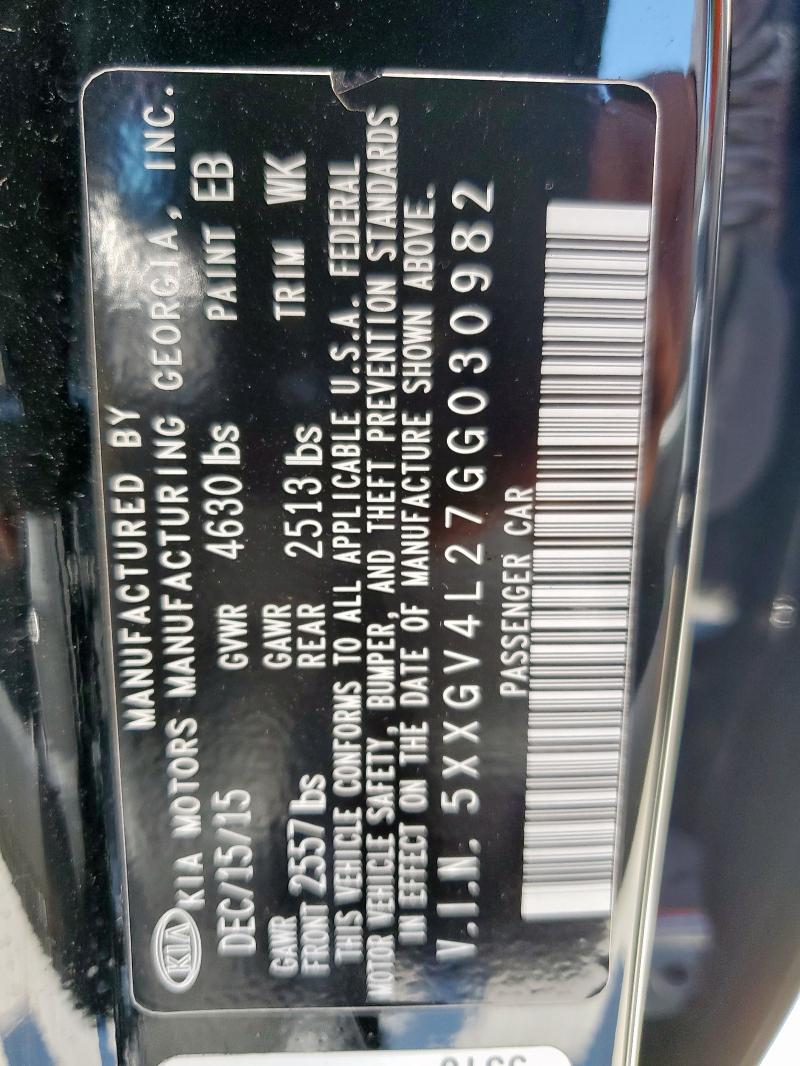 MANUFACTURED BY
KIA KIA MOTORS MANUFACTURING GEORGIA, INC.
DEC/15/15 GVWR 4630 lbs PAINT EB
GAWR FRONT 2557 lbs GAWR REAR 2513 lbs TRIM WK
THIS VEHICLE CONFORMS TO ALL APPLICABLE U.S.A. FEDERAL
MOTOR VEHICLE SAFETY, BUMPER, AND THEFT PREVENTION STANDARDS
IN EFFECT ON THE DATE OF MANUFACTURE SHOWN ABOVE.
V.I.N. 5XXGV4L27GG030982
PASSENGER CAR